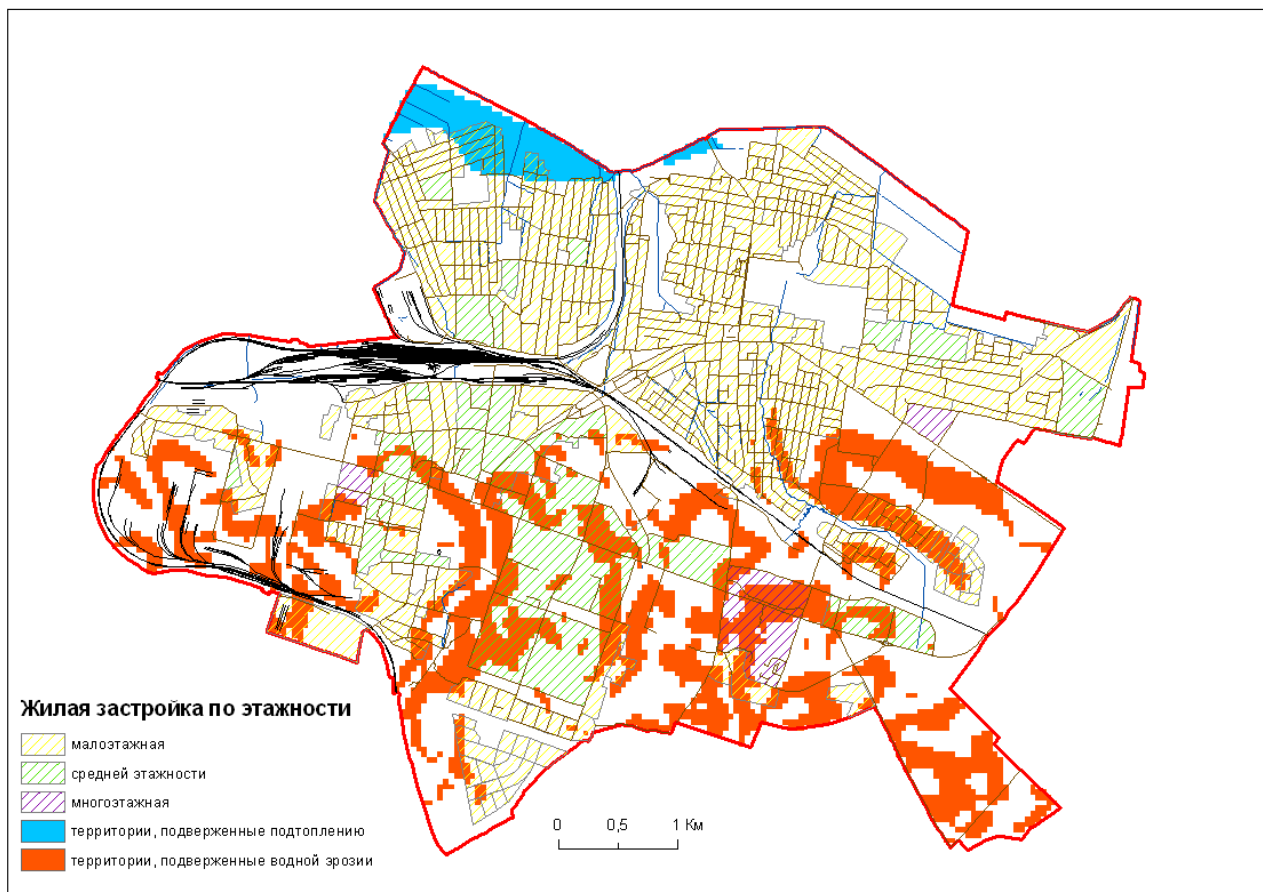 Жилая застройка по этажности
малоэтажная
средней этажности
многоэтажная
территории, подверженные подтоплению
территории, подверженные водной эрозии
0 0,5 1 Км